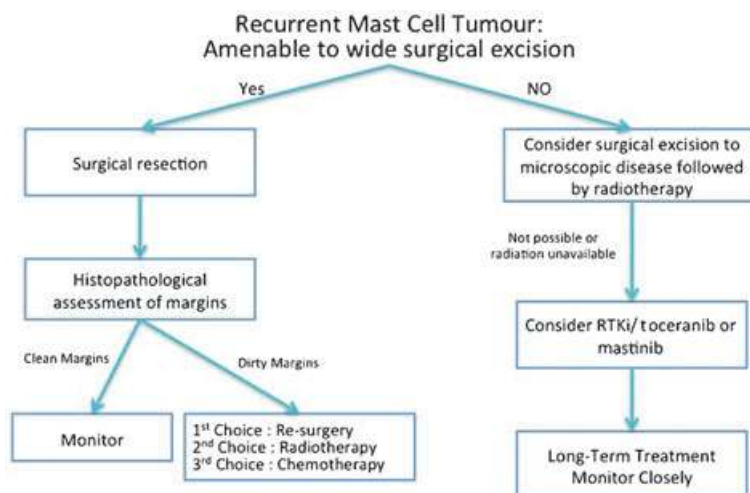 Recurrent Mast Cell Tumour:
Amenable to wide surgical excision
Yes
NO
Surgical resection
Consider surgical excision to
microscopic disease followed
by radiotherapy
Not possible or
radiation unavailable
Histopathological
assessment of margins
Consider RTKi/ toceranib or
mastinib
Clean Margins
Dirty Margins
Monitor
1st Choice : Re-surgery
2nd Choice : Radiotherapy
3rd Choice : Chemotherapy
Long-Term Treatment
Monitor Closely